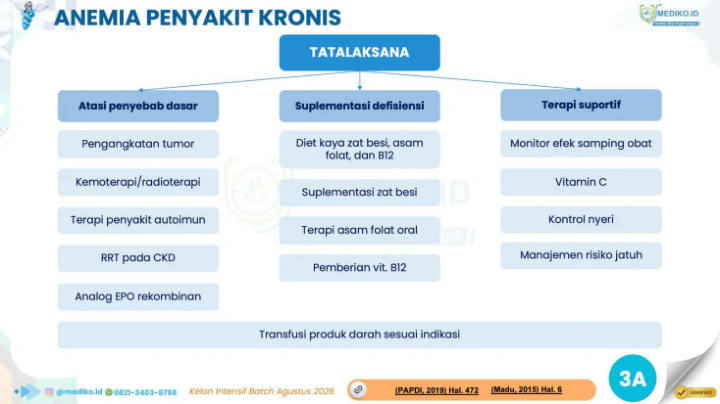 ANEMIA PENYAKIT KRONIS
MEDIKO.ID
TATALAKSANA
Atasi penyebab dasar
Pengangkatan tumor
Kemoterapi/radioterapi
Terapi penyakit autoimun
RRT pada CKD
Analog EPO rekombinan
Suplementasi defisiensi
Diet kaya zat besi, asam
folat, dan B12
Suplementasi zat besi
Terapi asam folat oral
Pemberian vit. B12
Terapi suportif
Monitor efek samping obat
Vitamin C
Kontrol nyeri
Manajemen risiko jatuh
Transfusi produk darah sesuai indikasi
@mediko.id 0821-3403-6756 Kelon Intensif Batch Agustus 2026
(PAPDI, 2019) Hal. 472 (Madu, 2015) Hal. 6
3A